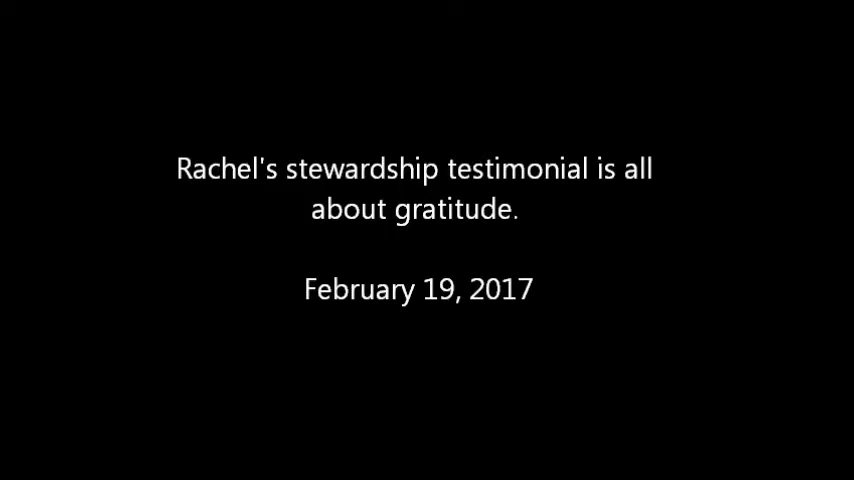 Rachel's stewardship testimonial is all
about gratitude.
February 19, 2017